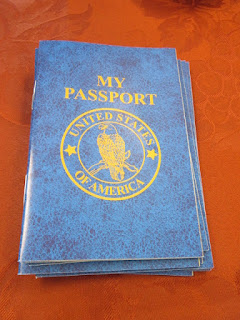 MY
PASSPORT
UNITED STATES
OF AMERICA